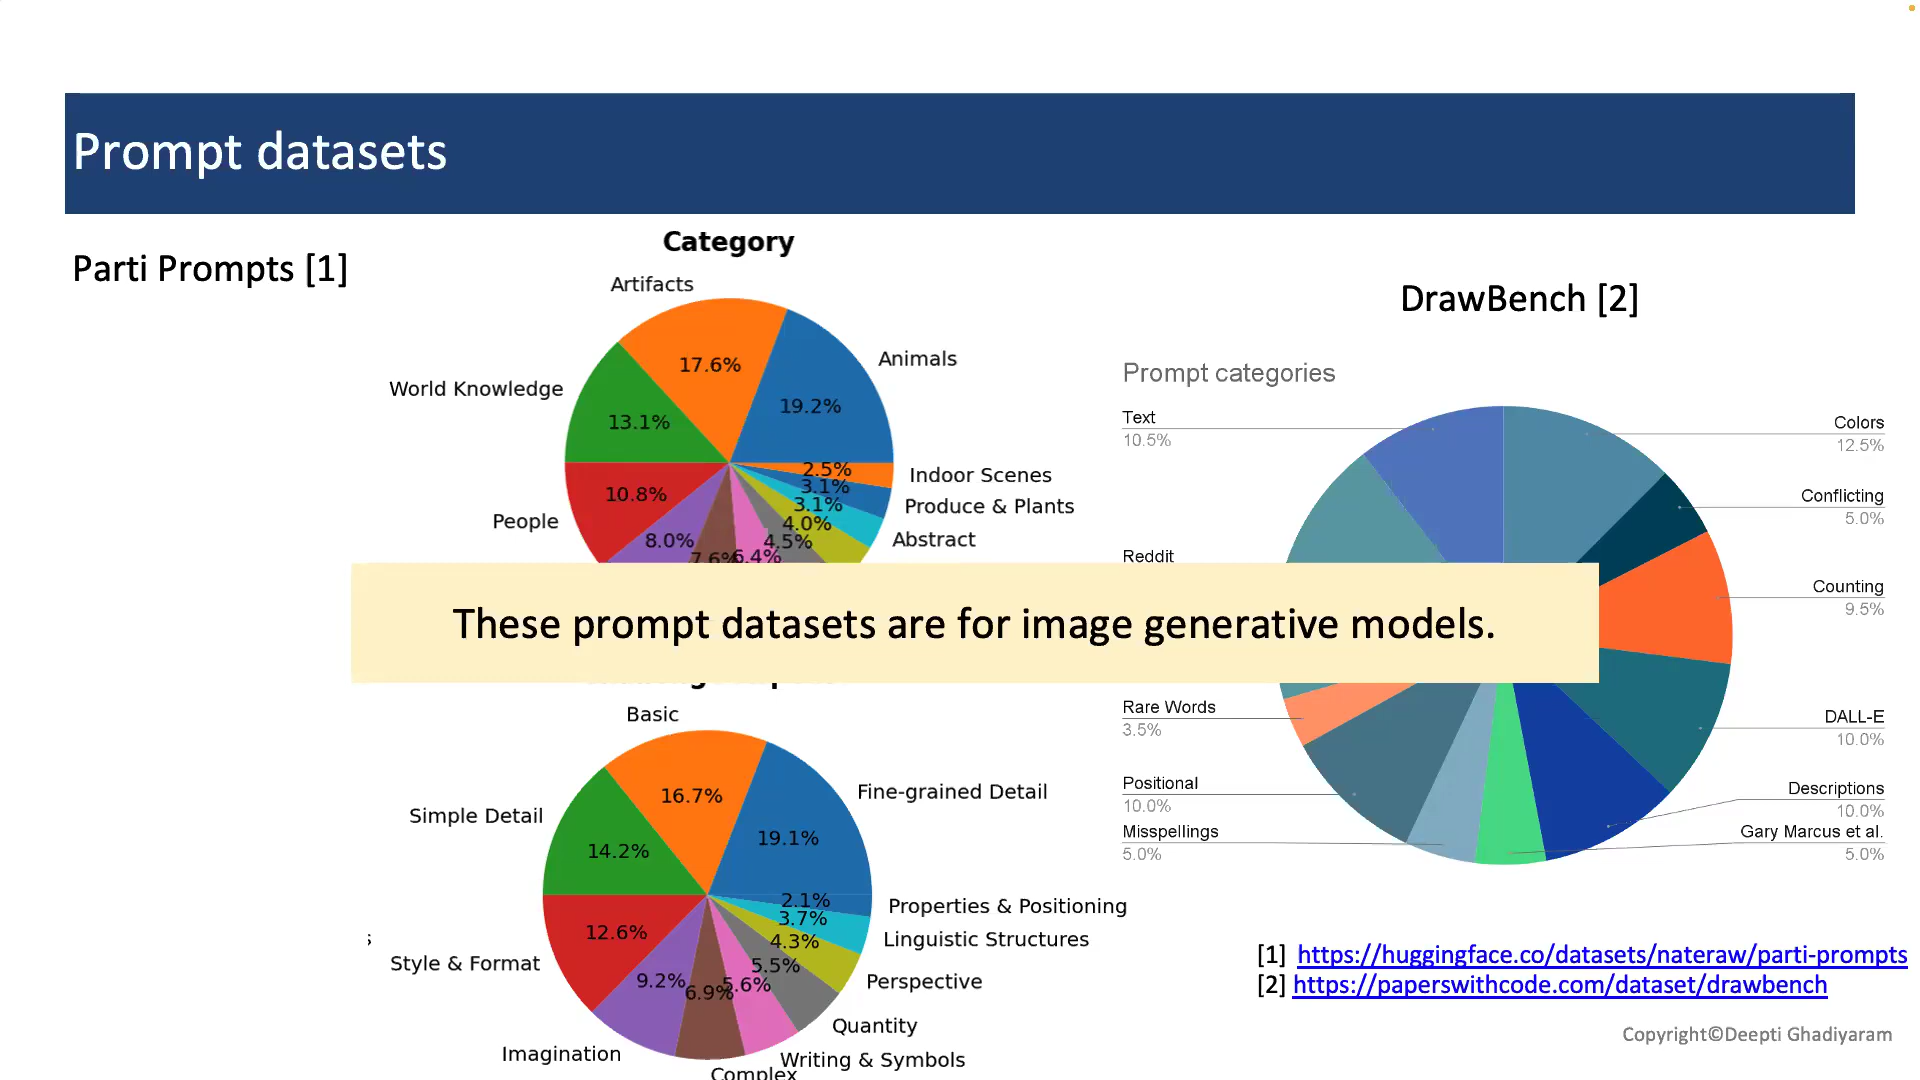 Prompt datasets
Parti Prompts [1]
Category
Artifacts
Animals
World Knowledge
People
Indoor Scenes
Produce & Plants
Abstract
17.6%
19.2%
13.1%
10.8%
8.0%
7.6%
6.4%
4.5%
4.0%
3.1%
3.1%
2.5%
DrawBench [2]
Prompt categories
Text
10.5%
Reddit
Rare Words
3.5%
Positional
10.0%
Misspellings
5.0%
Colors
12.5%
Conflicting
5.0%
Counting
9.5%
DALL-E
10.0%
Descriptions
10.0%
Gary Marcus et al.
5.0%
These prompt datasets are for image generative models.
Basic
Fine-grained Detail
Simple Detail
Style & Format
Imagination
Complex
Writing & Symbols
Quantity
Perspective
Linguistic Structures
Properties & Positioning
16.7%
19.1%
14.2%
12.6%
9.2%
6.9%
5.6%
5.5%
4.3%
3.7%
2.1%
[1] https://huggingface.co/datasets/nateraw/parti-prompts
[2] https://paperswithcode.com/dataset/drawbench
Copyright©Deepti Ghadiyaram